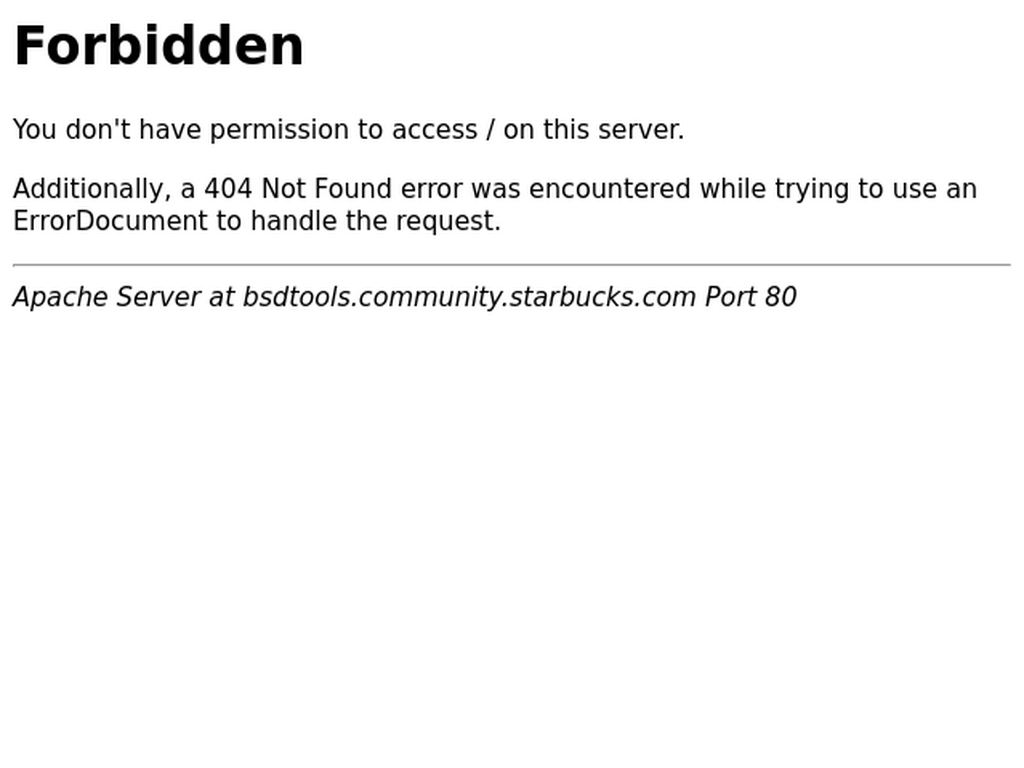 Forbidden
You don't have permission to access / on this server.
Additionally, a 404 Not Found error was encountered while trying to use an
ErrorDocument to handle the request.
Apache Server at bsdtools.community.starbucks.com Port 80